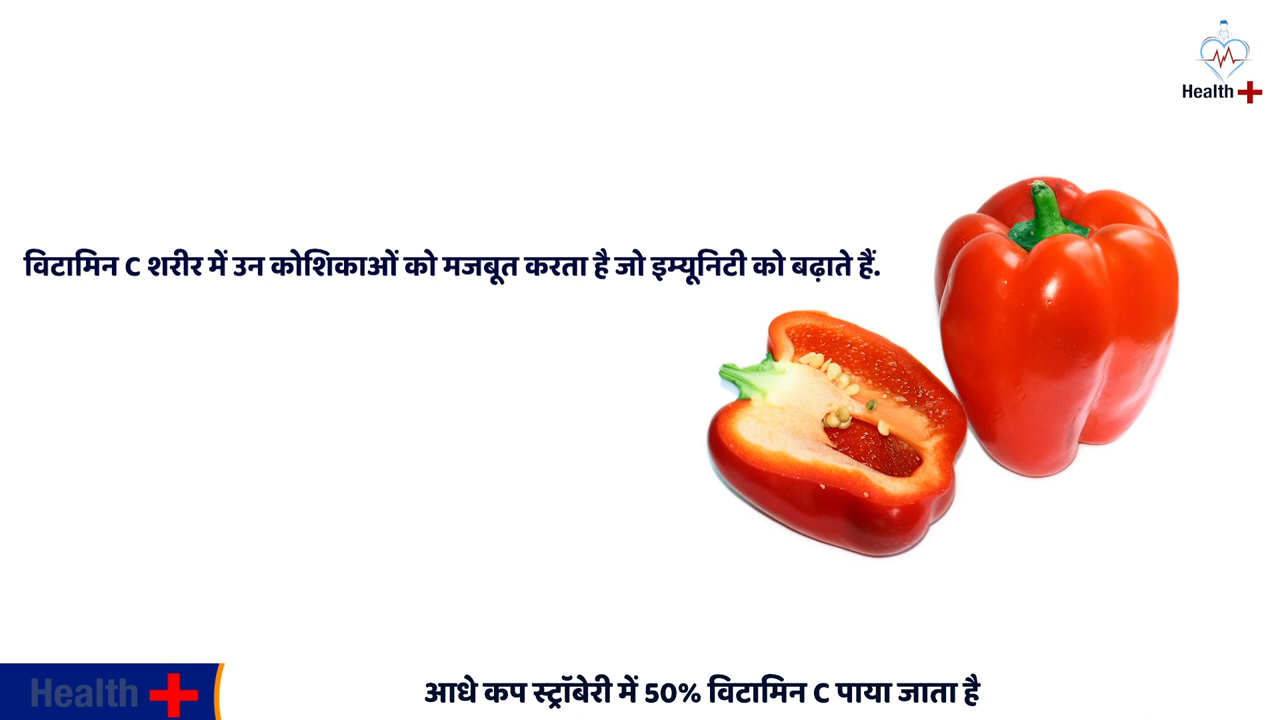 Health
विटामिन C शरीर में उन कोशिकाओं को मजबूत करता है जो इम्यूनिटी को बढ़ाते हैं.
Health
आधे कप स्ट्रॉबेरी में 50% विटामिन C पाया जाता है